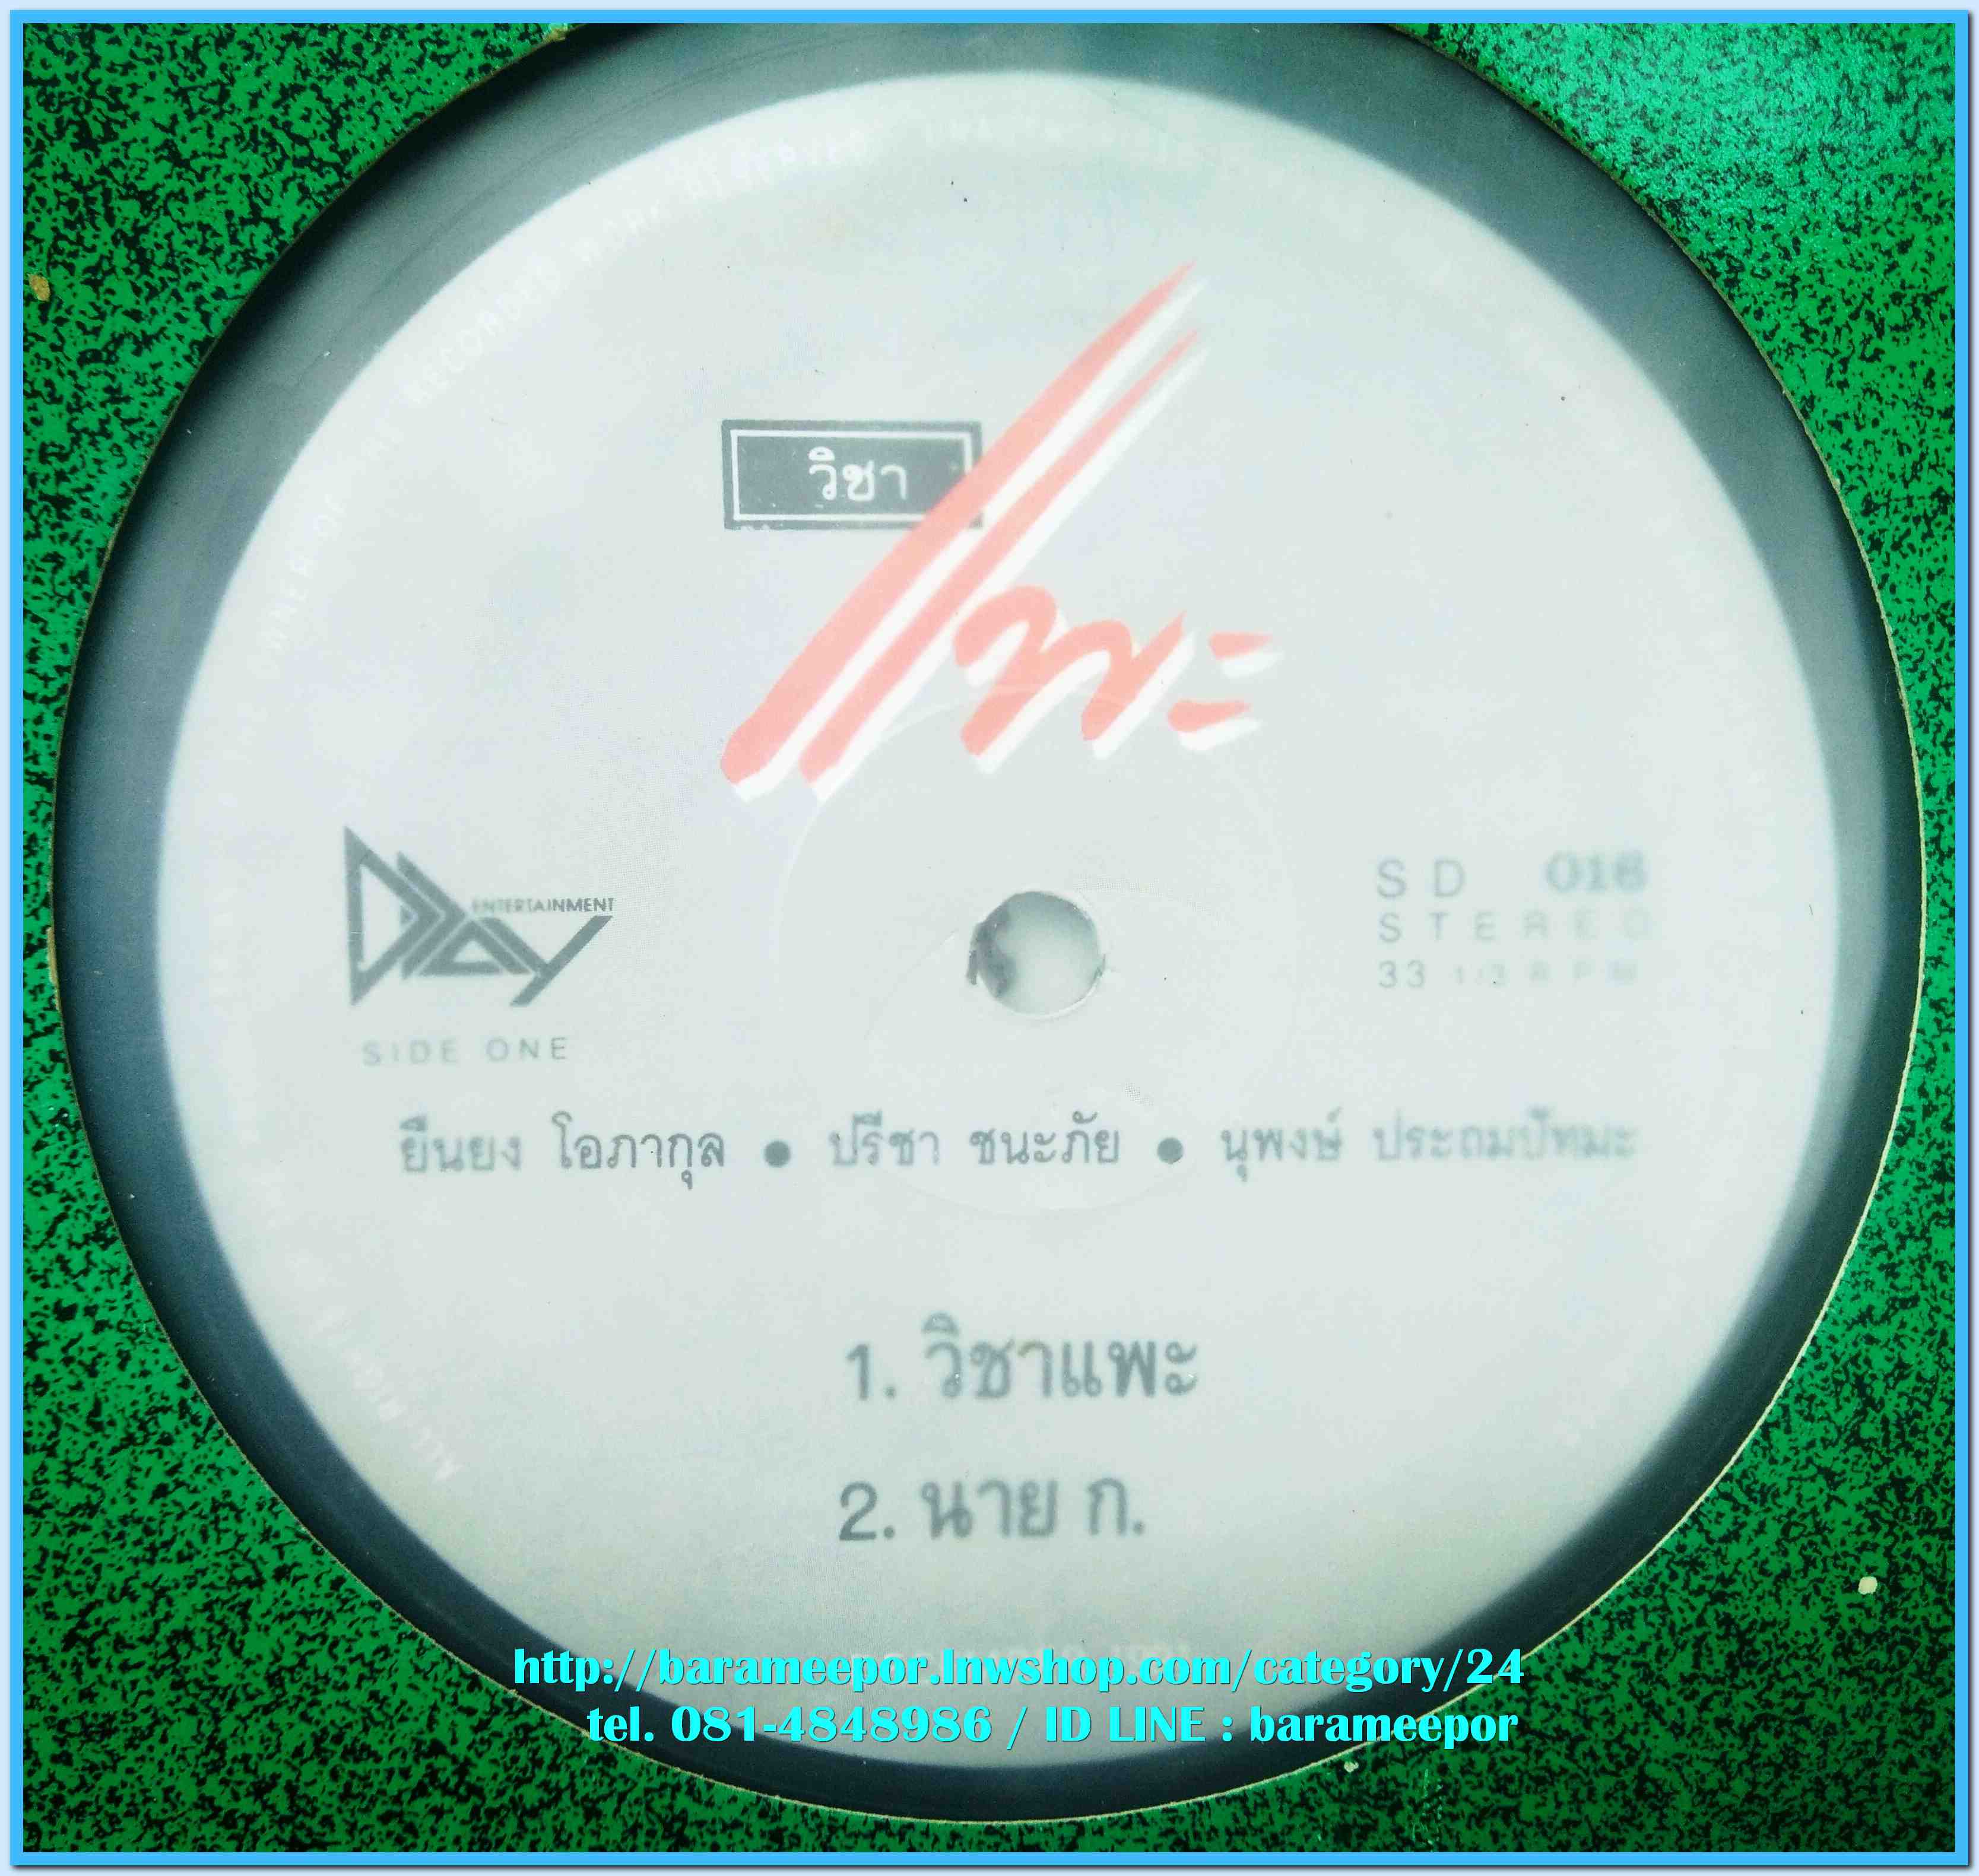 วิชา
แพะ
D-Day
ENTERTAINMENT
SIDE ONE
SD 016
STEREO
33 1/3 RPM
ยืนยง โอภากุล • ปรีชา ชนะภัย • นุพงษ์ ประถมปัทมะ
1. วิชาแพะ
2. นาย ก.
http://barameepor.lnwshop.com/category/24
tel. 081-4848986 / ID LINE : barameepor